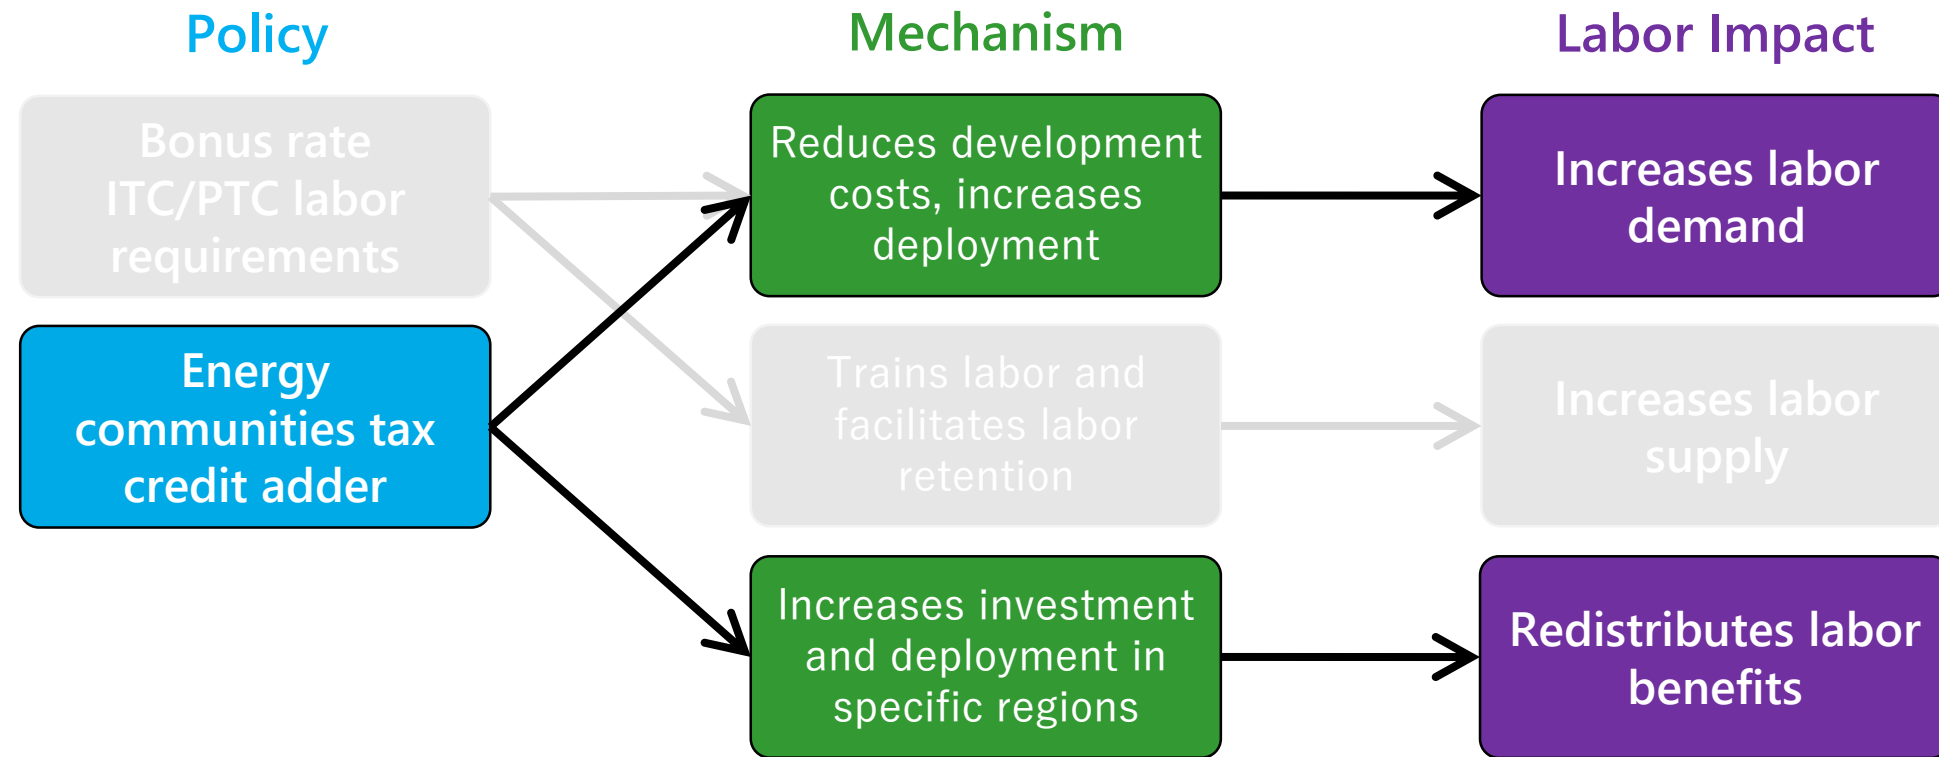 Policy
Mechanism
Labor Impact
Bonus rate
ITC/PTC labor
requirements
Reduces development
costs, increases
deployment
Increases labor
demand
Energy
communities tax
credit adder
Trains labor and
facilitates labor
retention
Increases labor
supply
Increases investment
and deployment in
specific regions
Redistributes labor
benefits